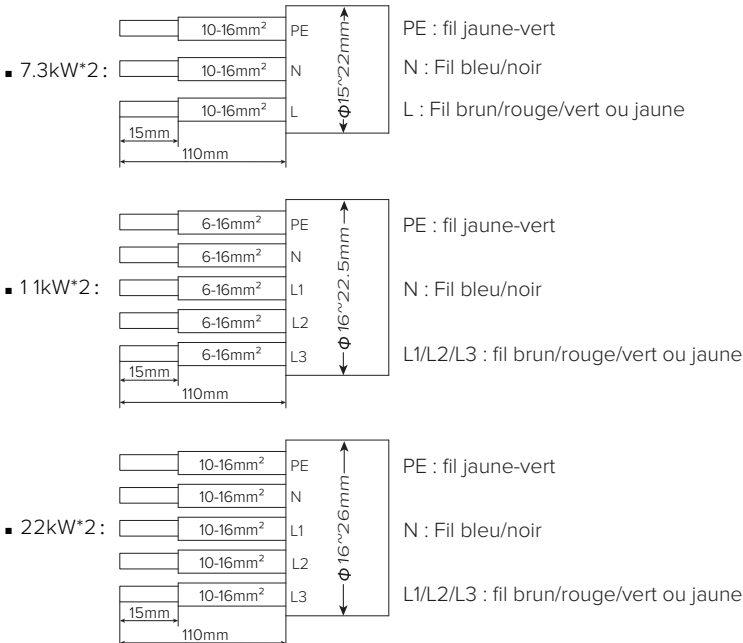 10-16mm² PE PE : fil jaune-vert
▪ 7.3kW*2: 10-16mm² N N : Fil bleu/noir
10-16mm² L L : Fil brun/rouge/vert ou jaune
ϕ15~22mm
15mm
110mm
6-16mm² PE PE : fil jaune-vert
6-16mm² N
▪ 11kW*2: 6-16mm² L1 N : Fil bleu/noir
6-16mm² L2
6-16mm² L3 L1/L2/L3 : fil brun/rouge/vert ou jaune
ϕ16~22.5mm
15mm
110mm
10-16mm² PE PE : fil jaune-vert
10-16mm² N
▪ 22kW*2: 10-16mm² L1 N : Fil bleu/noir
10-16mm² L2
10-16mm² L3 L1/L2/L3 : fil brun/rouge/vert ou jaune
ϕ16~26mm
15mm
110mm